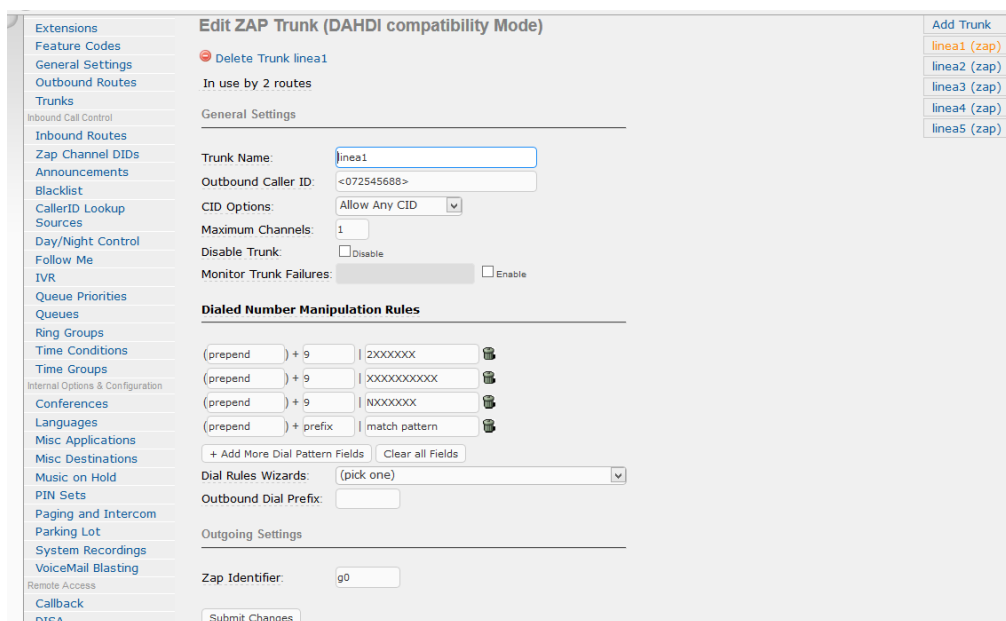 Extensions
Feature Codes
General Settings
Outbound Routes
Trunks
Inbound Call Control
Inbound Routes
Zap Channel DIDs
Announcements
Blacklist
CallerID Lookup
Sources
Day/Night Control
Follow Me
IVR
Queue Priorities
Queues
Ring Groups
Time Conditions
Time Groups
Internal Options & Configuration
Conferences
Languages
Misc Applications
Misc Destinations
Music on Hold
PIN Sets
Paging and Intercom
Parking Lot
System Recordings
VoiceMail Blasting
Remote Access
Callback
DISA
Edit ZAP Trunk (DAHDI compatibility Mode)
Delete Trunk linea1
In use by 2 routes
General Settings
Trunk Name: linea1
Outbound Caller ID: <072545688>
CID Options: Allow Any CID
Maximum Channels: 1
Disable Trunk: Disable
Monitor Trunk Failures: Enable
Dialed Number Manipulation Rules
(prepend ) + 9 | 2XXXXXX
(prepend ) + 9 | XXXXXXXXXX
(prepend ) + 9 | NXXXXXX
(prepend ) + prefix | match pattern
+ Add More Dial Pattern Fields Clear all Fields
Dial Rules Wizards: (pick one)
Outbound Dial Prefix:
Outgoing Settings
Zap Identifier: g0
Submit Changes
Add Trunk
linea1 (zap)
linea2 (zap)
linea3 (zap)
linea4 (zap)
linea5 (zap)